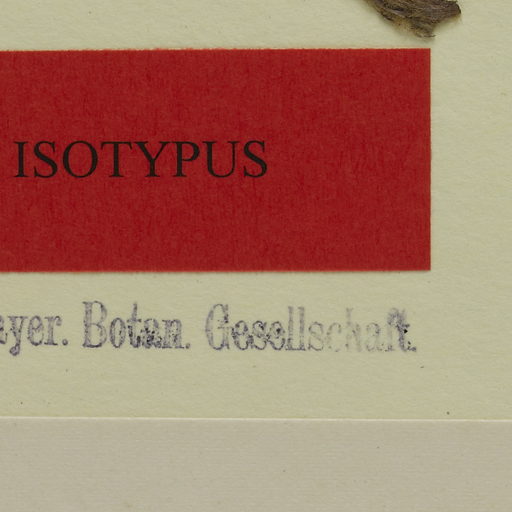 ISOTYPUS
ayer. Botan. Gesellschaft.